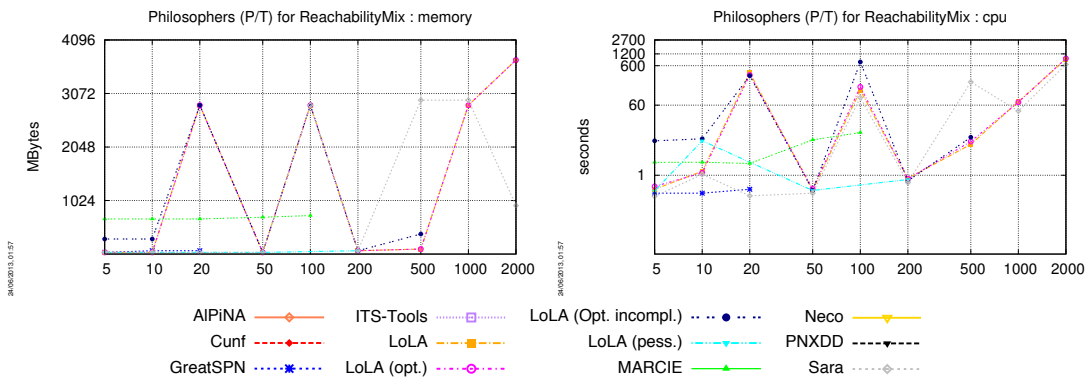 Philosophers (P/T) for ReachabilityMix : memory
4096
3072
2048
1024
MBytes
5 10 20 50 100 200 500 1000 2000
24/06/2013, 01:57
Philosophers (P/T) for ReachabilityMix : cpu
2700
1200
600
60
1
seconds
5 10 20 50 100 200 500 1000 2000
24/06/2013, 01:57
AlPiNA ITS-Tools LoLA (Opt. incompl.) Neco
Cunf LoLA LoLA (pess.) PNXDD
GreatSPN LoLA (opt.) MARCIE Sara